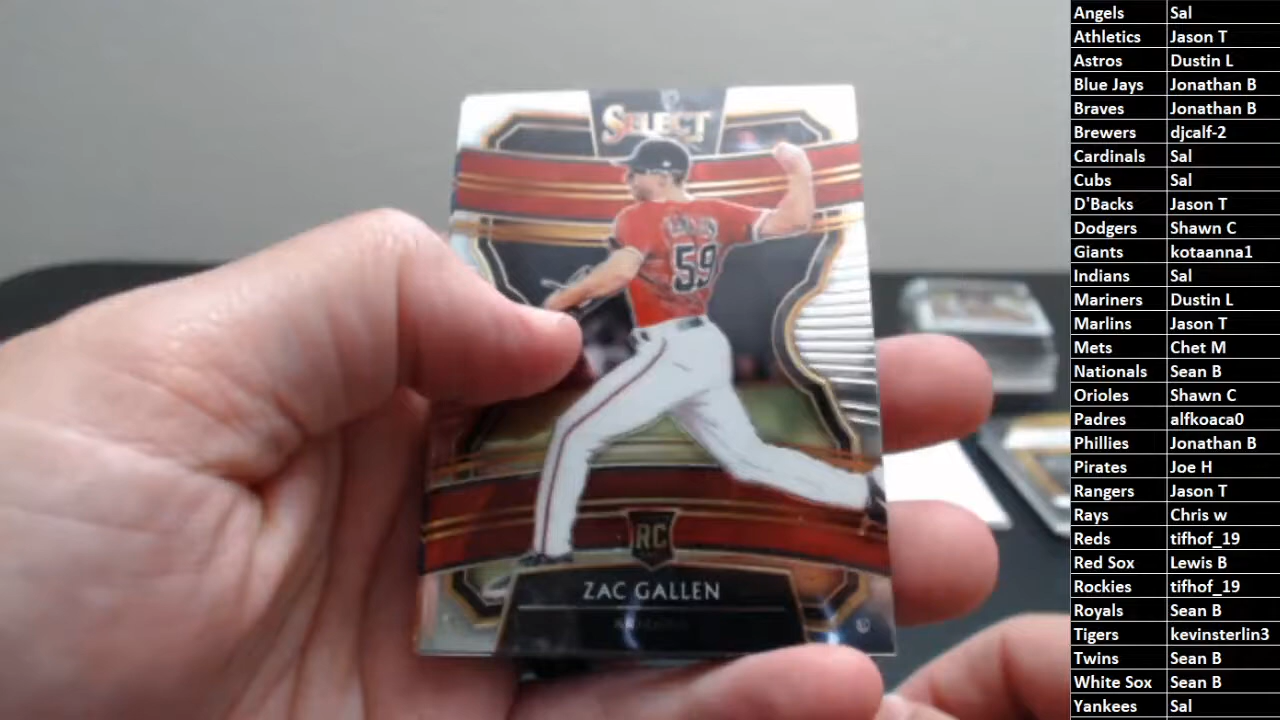 SELECT
59
RC
ZAC GALLEN
Angels Sal
Athletics Jason T
Astros Dustin L
Blue Jays Jonathan B
Braves Jonathan B
Brewers djcalf-2
Cardinals Sal
Cubs Sal
D'Backs Jason T
Dodgers Shawn C
Giants kotaanna1
Indians Sal
Mariners Dustin L
Marlins Jason T
Mets Chet M
Nationals Sean B
Orioles Shawn C
Padres alfkoaca0
Phillies Jonathan B
Pirates Joe H
Rangers Jason T
Rays Chris w
Reds tifhof_19
Red Sox Lewis B
Rockies tifhof_19
Royals Sean B
Tigers kevinsterlin3
Twins Sean B
White Sox Sean B
Yankees Sal